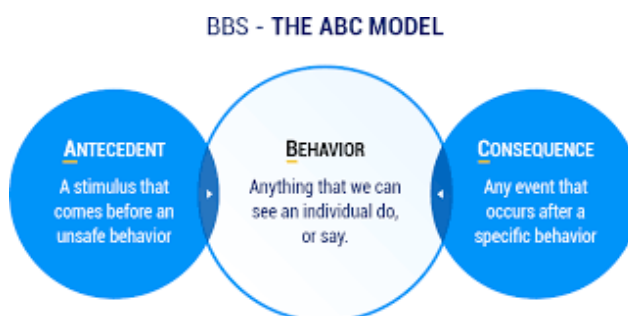 BBS - THE ABC MODEL
ANTECEDENT
A stimulus that
comes before an
unsafe behavior
BEHAVIOR
Anything that we can
see an individual do,
or say.
CONSEQUENCE
Any event that
occurs after a
specific behavior